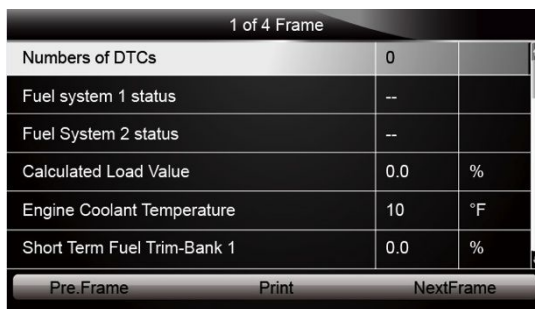 1 of 4 Frame
Numbers of DTCs 0
Fuel system 1 status --
Fuel System 2 status --
Calculated Load Value 0.0 %
Engine Coolant Temperature 10 °F
Short Term Fuel Trim-Bank 1 0.0 %
Pre.Frame Print NextFrame